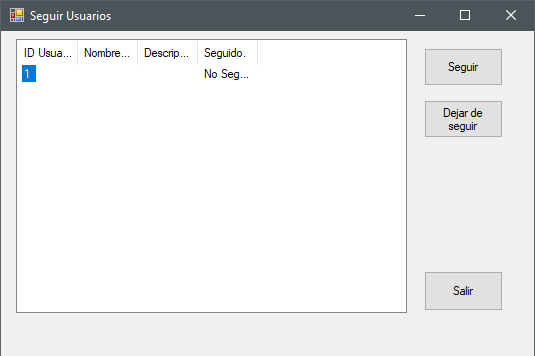 Seguir Usuarios
ID Usua... Nombre... Descrip... Seguido.
1 No Seg...
Seguir
Dejar de
seguir
Salir